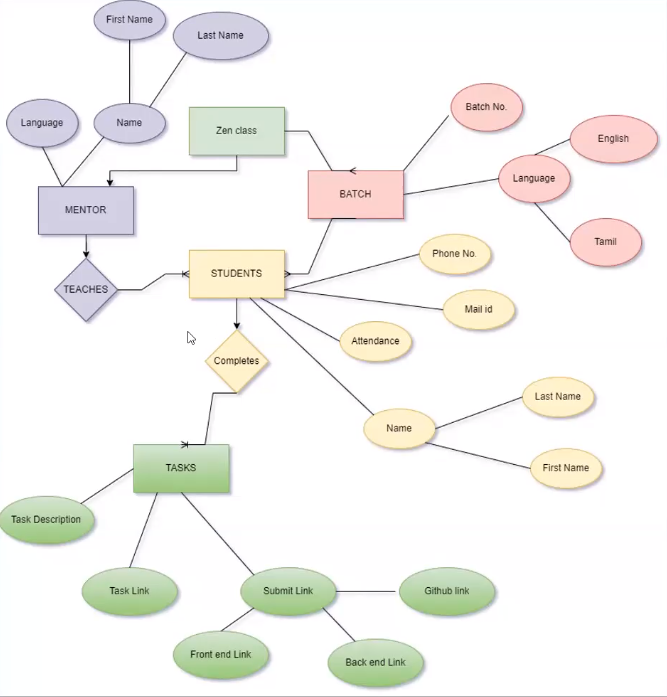 First Name
Last Name
Language
Name
Zen class
Batch No.
English
Language
MENTOR
BATCH
Tamil
Phone No.
STUDENTS
TEACHES
Mail id
Attendance
Completes
Last Name
Name
First Name
TASKS
Task Description
Task Link
Submit Link
Github link
Front end Link
Back end Link